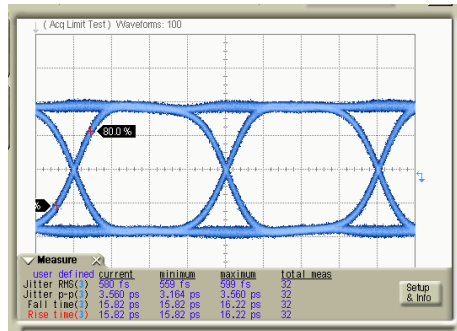 ( Acq Limit Test ) Waveforms: 100
80.0 %
%
Measure
user defined current minimum maximum total meas
Jitter RMS(3) 580 fs 559 fs 599 fs 32
Jitter p-p(3) 3.560 ps 3.164 ps 3.560 ps 32
Fall time(3) 15.82 ps 15.82 ps 16.22 ps 32
Rise time(3) 15.82 ps 15.82 ps 16.22 ps 32
Setup
& Info